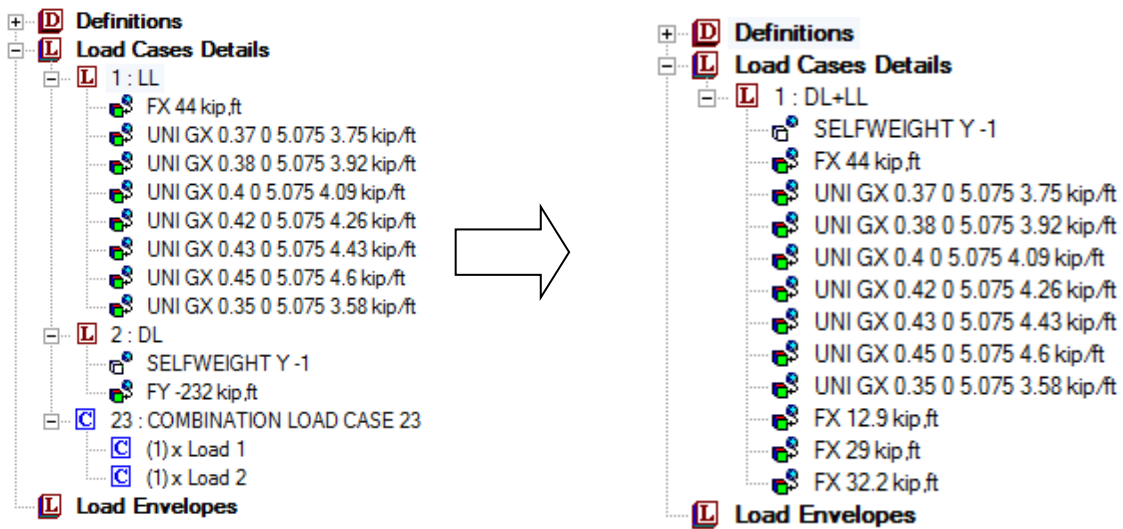 Definitions
Load Cases Details
1 : LL
FX 44 kip,ft
UNI GX 0.37 0 5.075 3.75 kip/ft
UNI GX 0.38 0 5.075 3.92 kip/ft
UNI GX 0.4 0 5.075 4.09 kip/ft
UNI GX 0.42 0 5.075 4.26 kip/ft
UNI GX 0.43 0 5.075 4.43 kip/ft
UNI GX 0.45 0 5.075 4.6 kip/ft
UNI GX 0.35 0 5.075 3.58 kip/ft
2 : DL
SELFWEIGHT Y -1
FY -232 kip,ft
23 : COMBINATION LOAD CASE 23
(1) x Load 1
(1) x Load 2
Load Envelopes
Definitions
Load Cases Details
1 : DL+LL
SELFWEIGHT Y -1
FX 44 kip,ft
UNI GX 0.37 0 5.075 3.75 kip/ft
UNI GX 0.38 0 5.075 3.92 kip/ft
UNI GX 0.4 0 5.075 4.09 kip/ft
UNI GX 0.42 0 5.075 4.26 kip/ft
UNI GX 0.43 0 5.075 4.43 kip/ft
UNI GX 0.45 0 5.075 4.6 kip/ft
UNI GX 0.35 0 5.075 3.58 kip/ft
FX 12.9 kip,ft
FX 29 kip,ft
FX 32.2 kip,ft
Load Envelopes